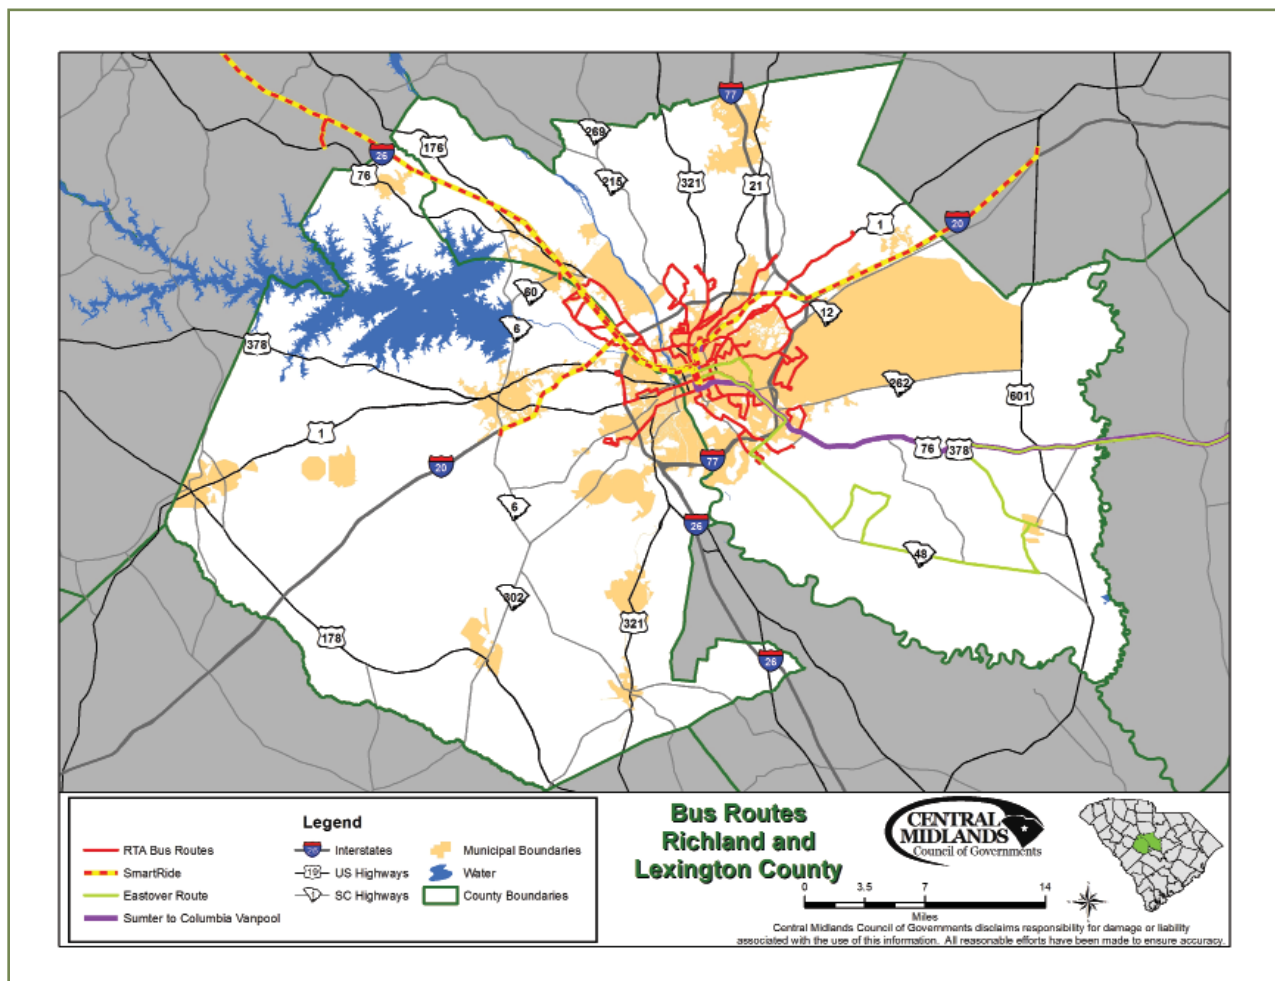 77
269
176
26
76
215
321
21
1
20
60
12
6
378
262
601
1
76
378
20
77
6
26
48
302
321
178
26
Legend
RTA Bus Routes
SmartRide
Eastover Route
Sumter to Columbia Vanpool
26 Interstates
19 US Highways
1 SC Highways
Municipal Boundaries
Water
County Boundaries
Bus Routes
Richland and
Lexington County
CENTRAL
MIDLANDS
Council of Governments
0 3.5 7 14
Miles
Central Midlands Council of Governments disclaims responsibility for damage or liability
associated with the use of this information. All reasonable efforts have been made to ensure accuracy.